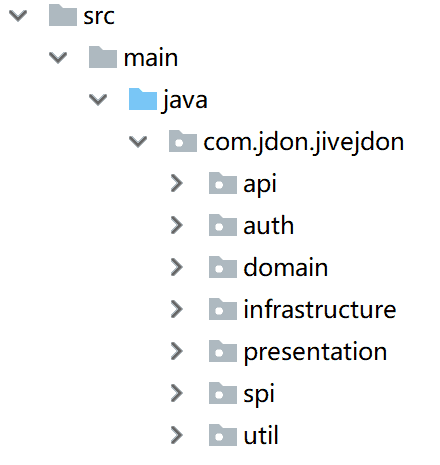 src
main
java
com.jdon.jivejdon
api
auth
domain
infrastructure
presentation
spi
util